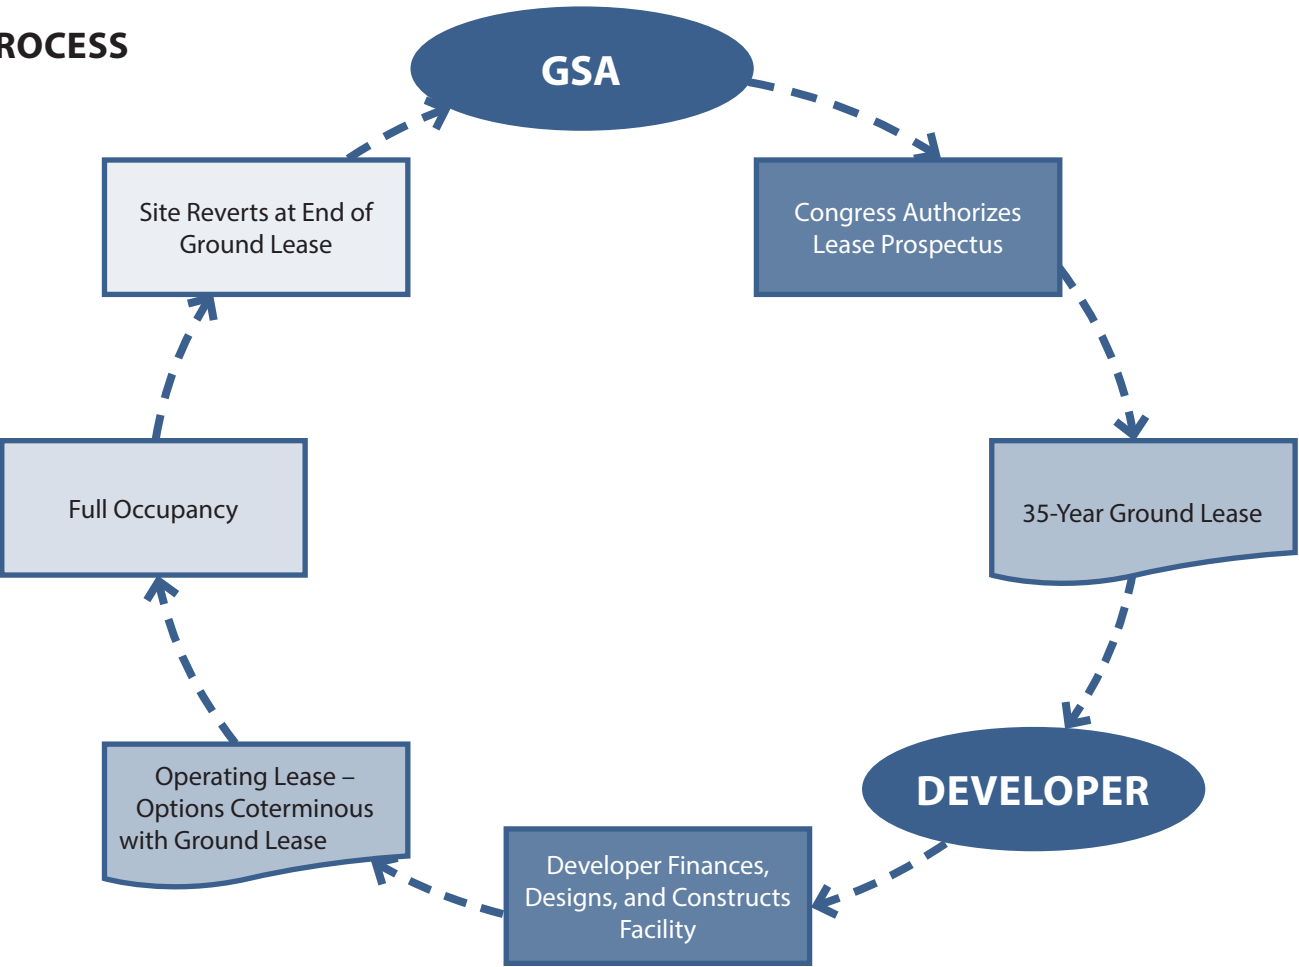 ROCESS
GSA
Congress Authorizes
Lease Prospectus
35-Year Ground Lease
DEVELOPER
Developer Finances,
Designs, and Constructs
Facility
Operating Lease –
Options Coterminous
with Ground Lease
Full Occupancy
Site Reverts at End of
Ground Lease